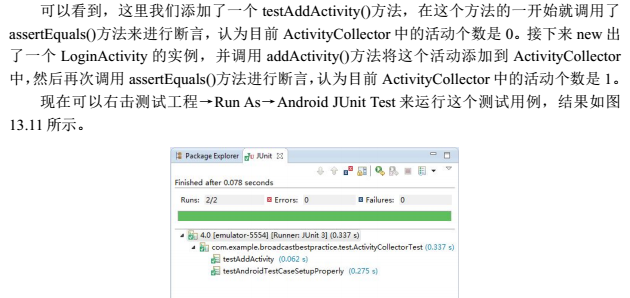 可以看到，这里我们添加了一个 testAddActivity()方法，在这个方法的一开始就调用了
assertEquals()方法来进行断言，认为目前 ActivityCollector 中的活动个数是 0。接下来 new 出
了一个 LoginActivity 的实例，并调用 addActivity()方法将这个活动添加到 ActivityCollector
中，然后再次调用 assertEquals()方法进行断言，认为目前 ActivityCollector 中的活动个数是 1。
现在可以右击测试工程→Run As→Android JUnit Test 来运行这个测试用例，结果如图
13.11 所示。
Package Explorer JUnit
Finished after 0.078 seconds
Runs: 2/2 Errors: 0 Failures: 0
4.0 [emulator-5554] [Runner: JUnit 3] (0.337 s)
com.example.broadcastbestpractice.test.ActivityCollectorTest (0.337 s)
testAddActivity (0.062 s)
testAndroidTestCaseSetupProperly (0.275 s)